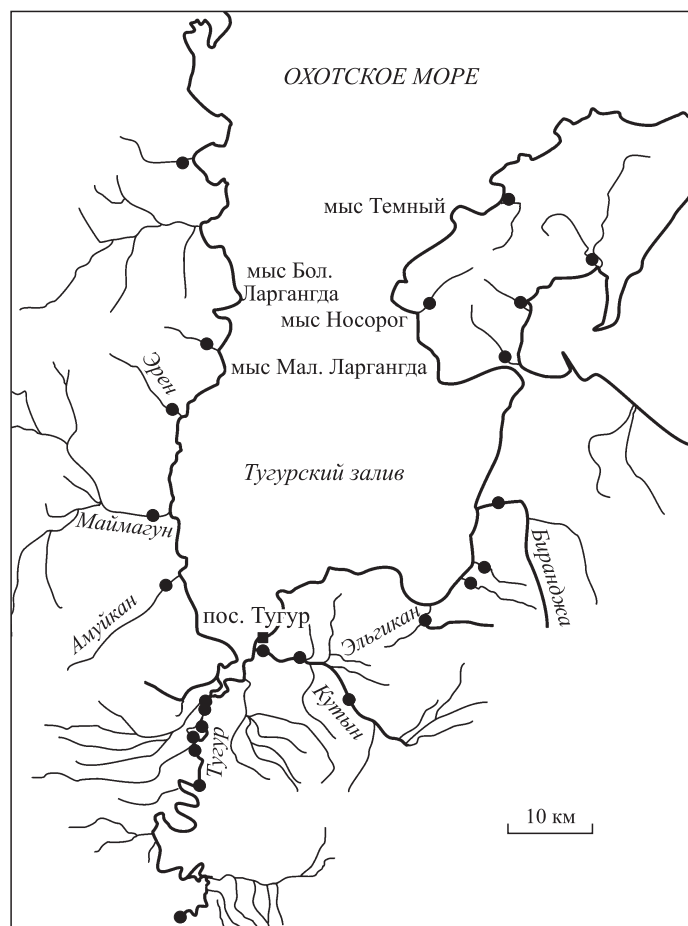 ОХОТСКОЕ МОРЕ
мыс Темный
мыс Бол.
Ларгангда
мыс Носорог
мыс Мал. Ларгангда
Эрен
Тугурский залив
Маймагун
Биранджа
Амуйкан
пос. Тугур
Эльгикан
Кутын
Тугур
10 км